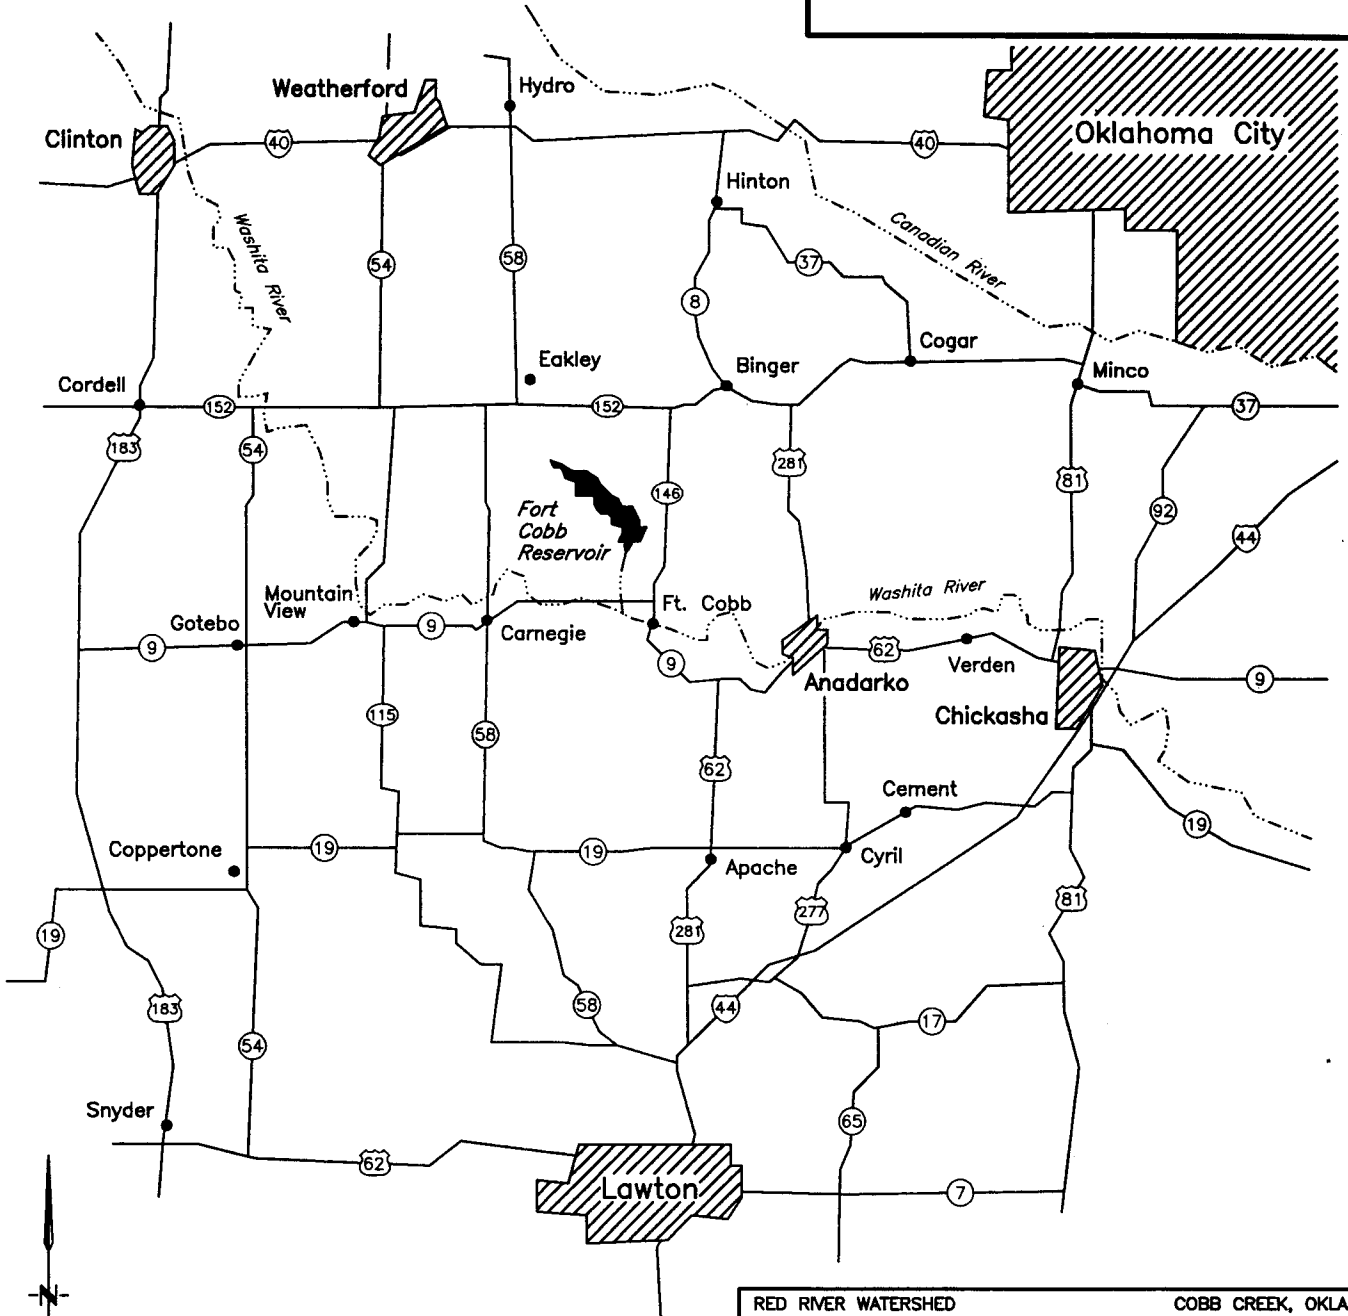 Weatherford
Hydro
Clinton
40
40
Oklahoma City
Hinton
Washita River
Canadian River
54
58
37
8
Eakley
Binger
Cogar
Minco
Cordell
152
152
37
183
54
281
81
146
92
44
Fort
Cobb
Reservoir
Mountain
View
Washita River
Ft. Cobb
Gotebo
9
9
Carnegie
9
62
Verden
9
Anadarko
115
58
Chickasha
62
Cement
19
Coppertone
19
19
Apache
Cyril
81
277
281
19
183
58
44
17
54
Snyder
65
62
Lawton
7
N
RED RIVER WATERSHED
COBB CREEK, OKLA